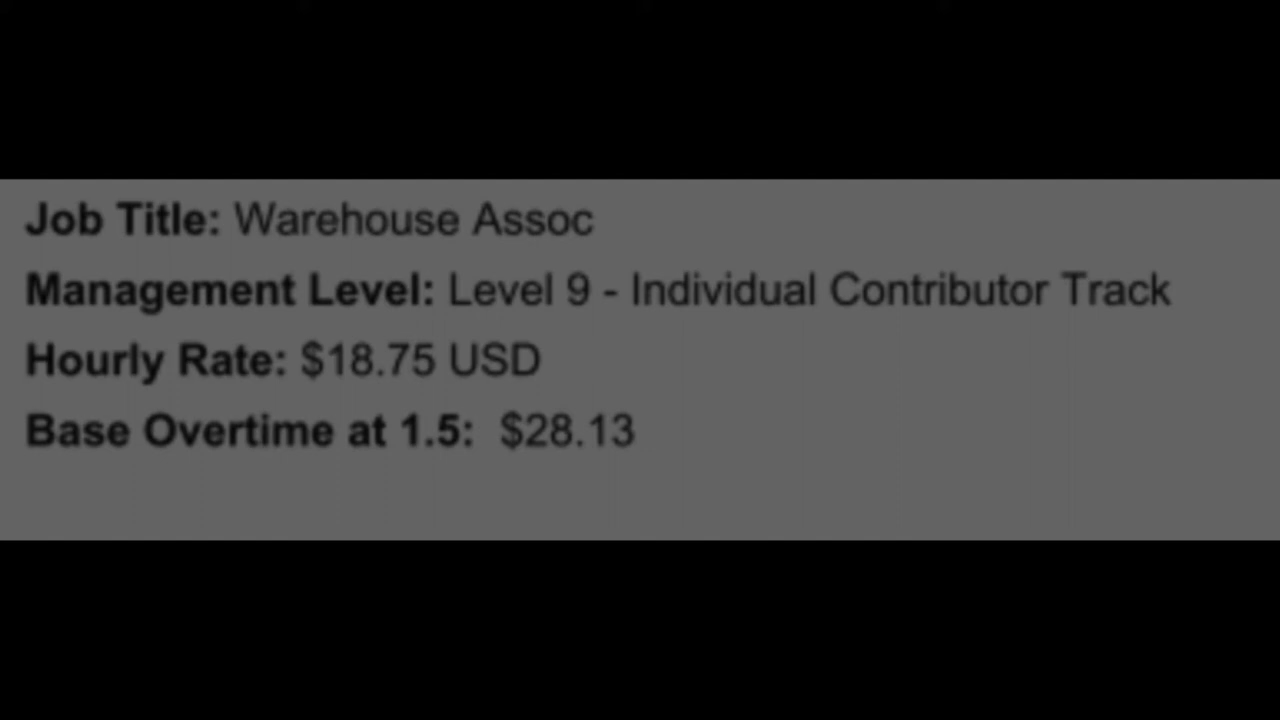 Job Title: Warehouse Assoc
Management Level: Level 9 - Individual Contributor Track
Hourly Rate: $18.75 USD
Base Overtime at 1.5: $28.13